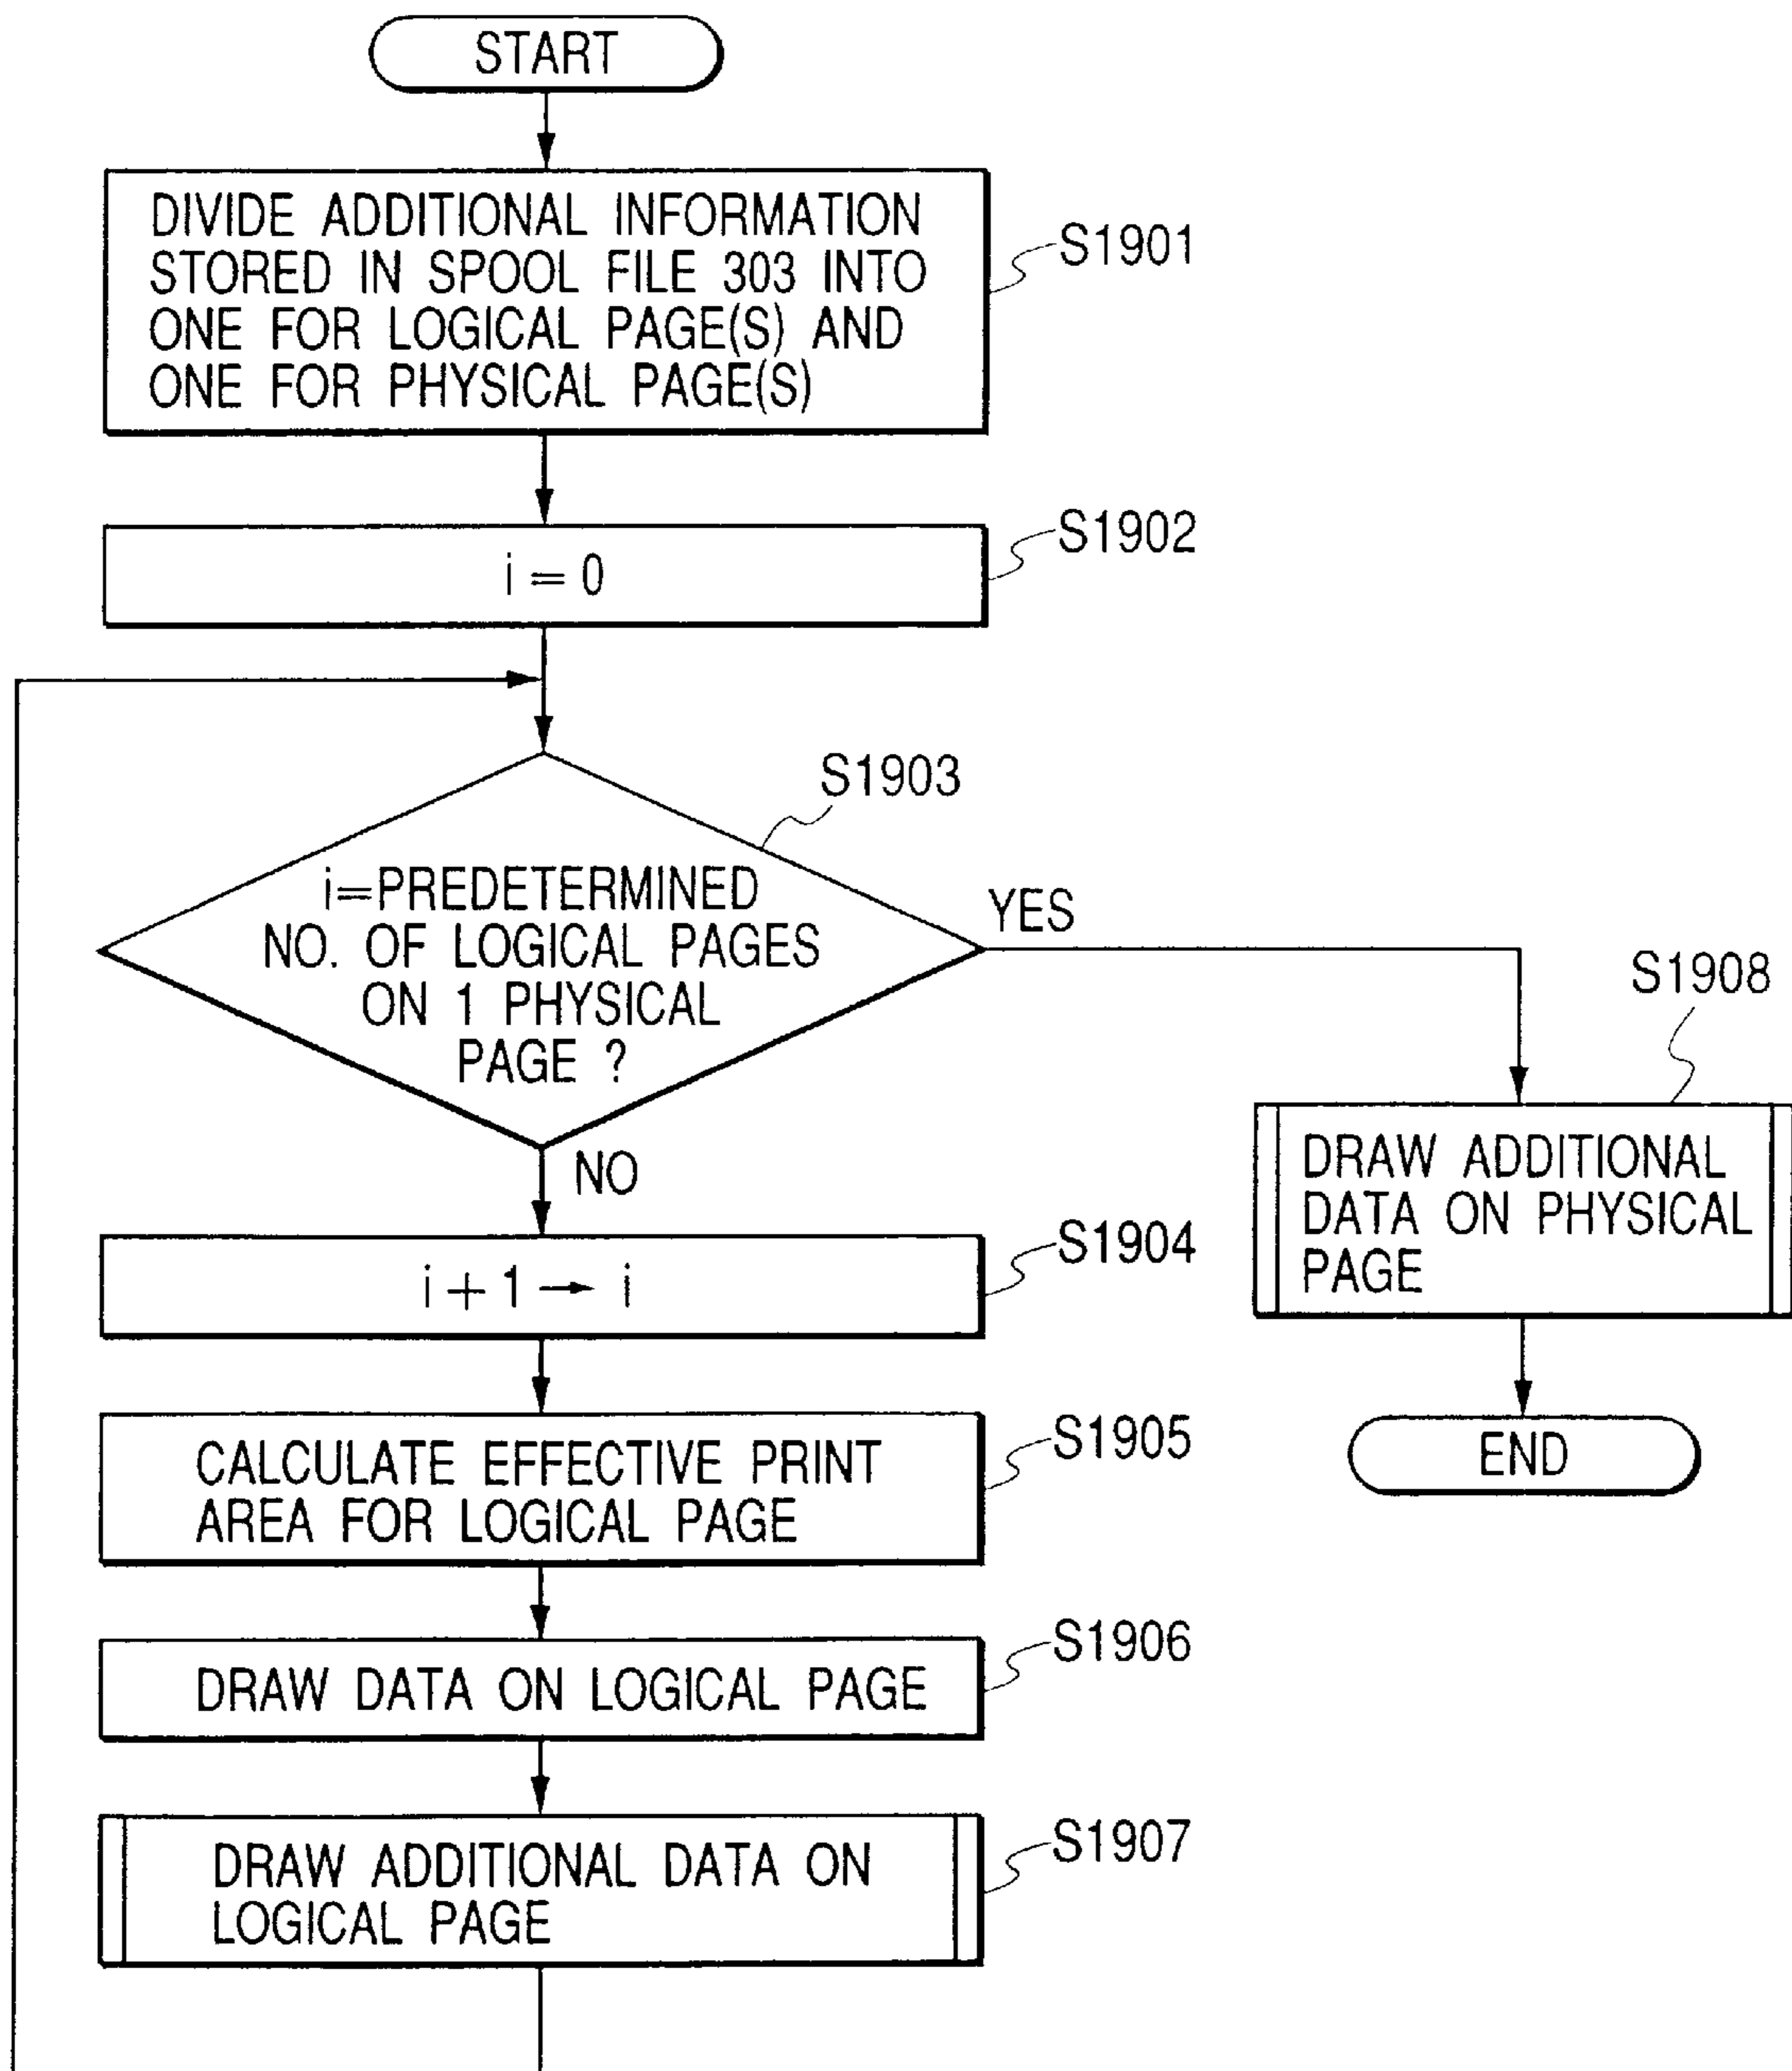 START
DIVIDE ADDITIONAL INFORMATION
STORED IN SPOOL FILE 303 INTO
ONE FOR LOGICAL PAGE(S) AND
ONE FOR PHYSICAL PAGE(S)
S1901
i = 0
S1902
i=PREDETERMINED
NO. OF LOGICAL PAGES
ON 1 PHYSICAL
PAGE ?
S1903
YES
NO
i + 1 → i
S1904
CALCULATE EFFECTIVE PRINT
AREA FOR LOGICAL PAGE
S1905
DRAW DATA ON LOGICAL PAGE
S1906
DRAW ADDITIONAL DATA ON
LOGICAL PAGE
S1907
S1908
DRAW ADDITIONAL
DATA ON PHYSICAL
PAGE
END